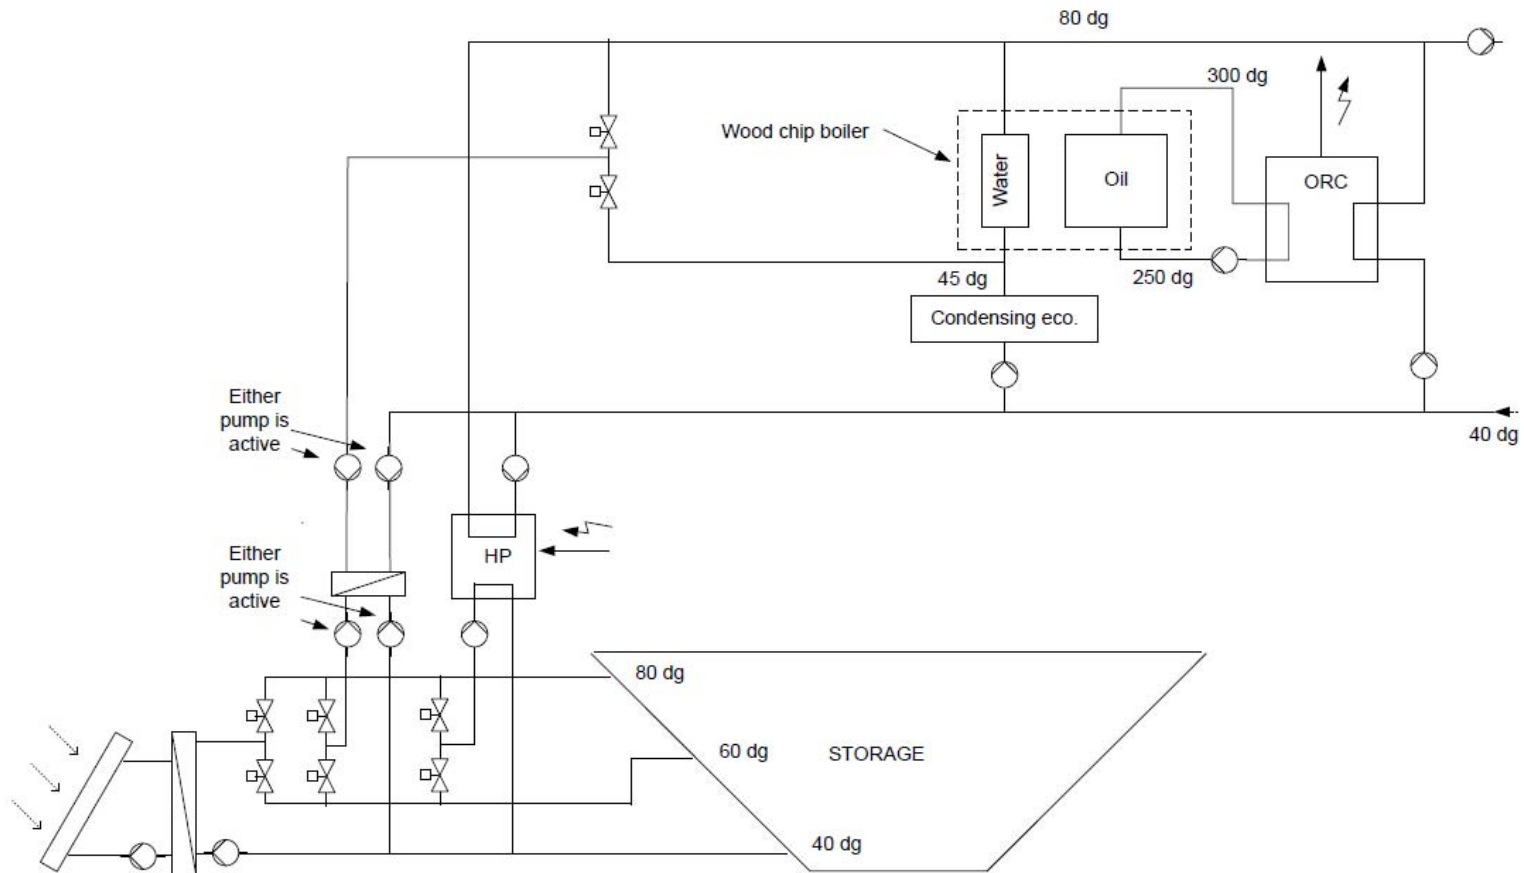 80 dg
300 dg
Wood chip boiler
Water
Oil
ORC
45 dg
250 dg
Condensing eco.
Either
pump is
active
40 dg
Either
pump is
active
HP
80 dg
60 dg
STORAGE
40 dg